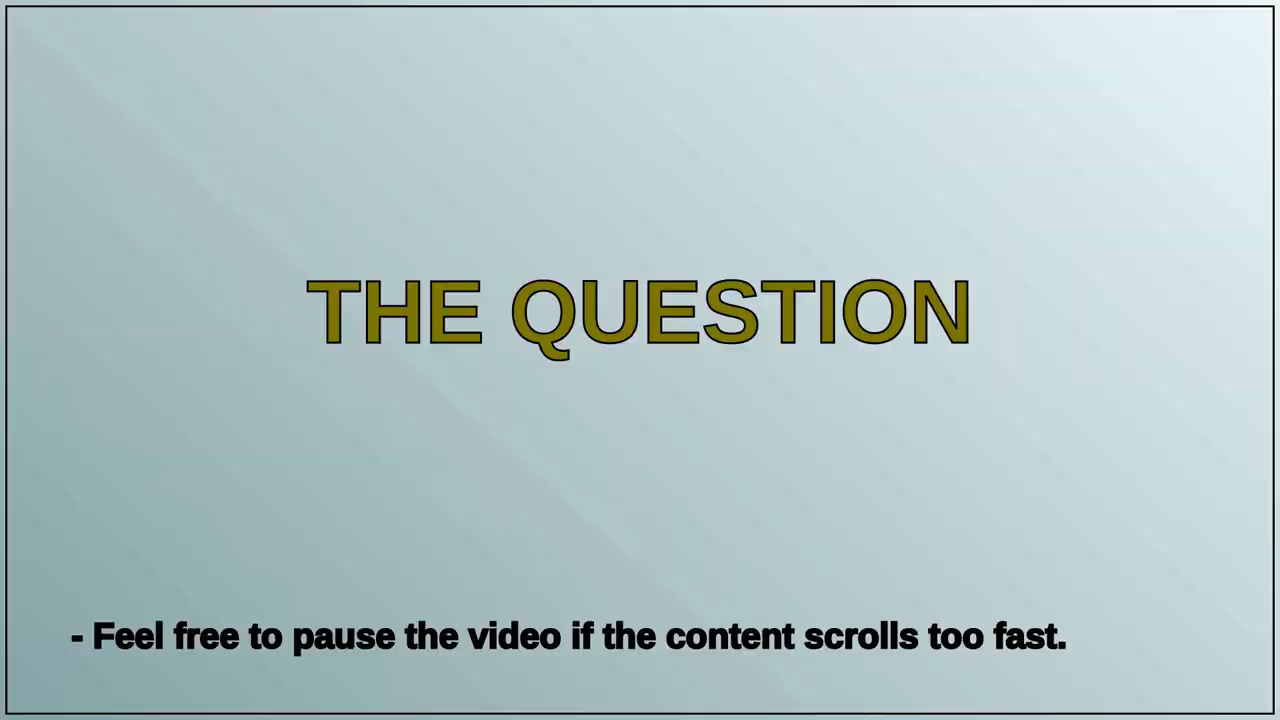 THE QUESTION
- Feel free to pause the video if the content scrolls too fast.